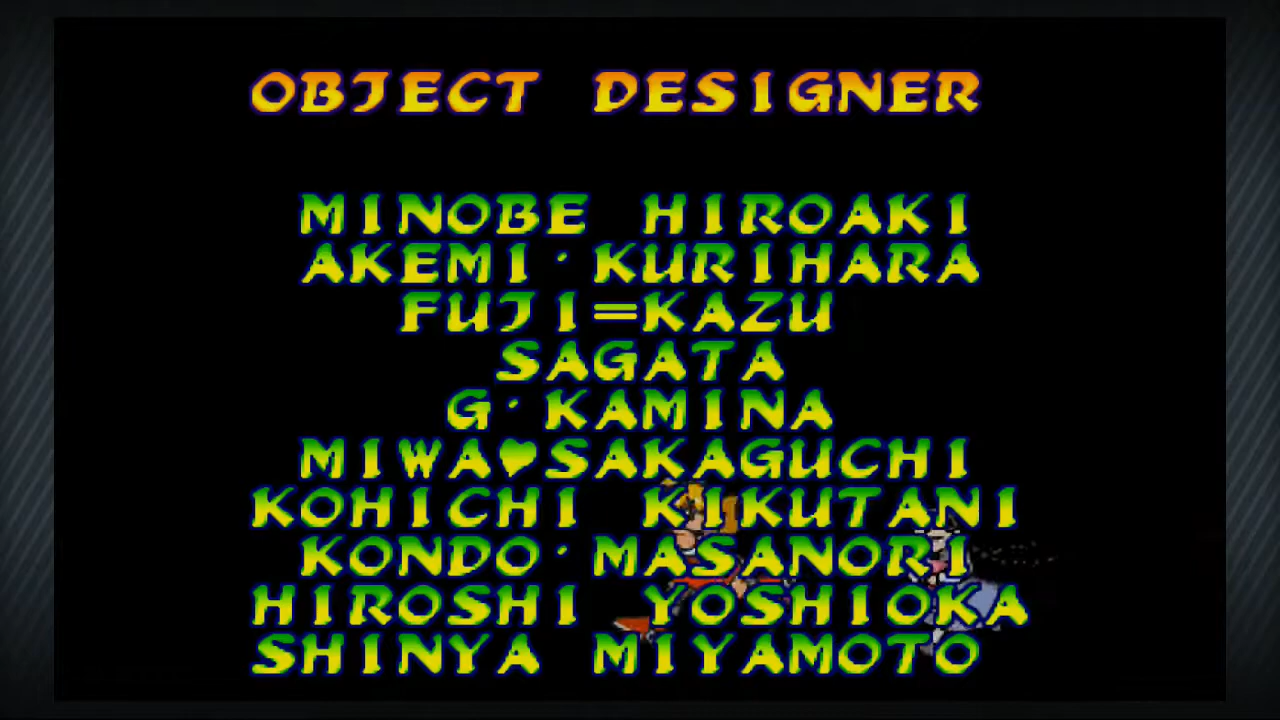 OBJECT DESIGNER
MINOBE HIROAKI
AKEMI·KURIHARA
FUJI=KAZU
SAGATA
G·KAMINA
MIWA♥SAKAGUCHI
KOHICHI KIKUTANI
KONDO·MASANORI
HIROSHI YOSHIOKA
SHINYA MIYAMOTO